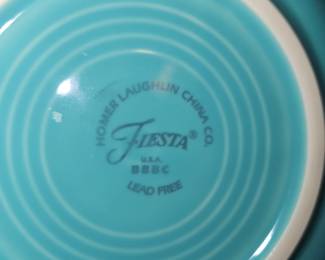 HOMER LAUGHLIN CHINA CO.
FIESTA®
U.S.A.
BBBC
LEAD FREE